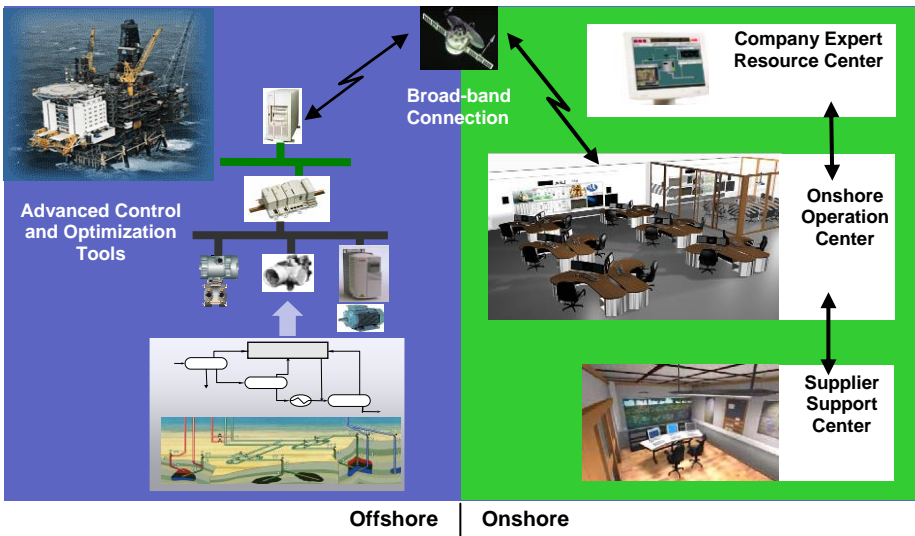 Company Expert
Resource Center
Broad-band
Connection
Advanced Control
and Optimization
Tools
Onshore
Operation
Center
Supplier
Support
Center
Offshore
Onshore